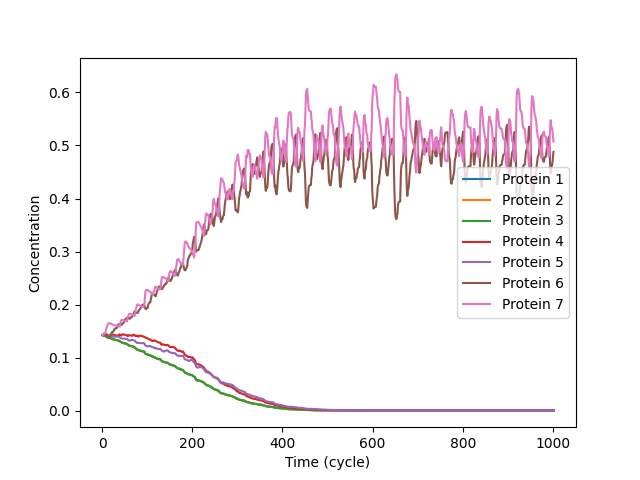 0.6
0.5
0.4
0.3
0.2
0.1
0.0
Concentration
0
200
400
600
800
1000
Time (cycle)
Protein 1
Protein 2
Protein 3
Protein 4
Protein 5
Protein 6
Protein 7